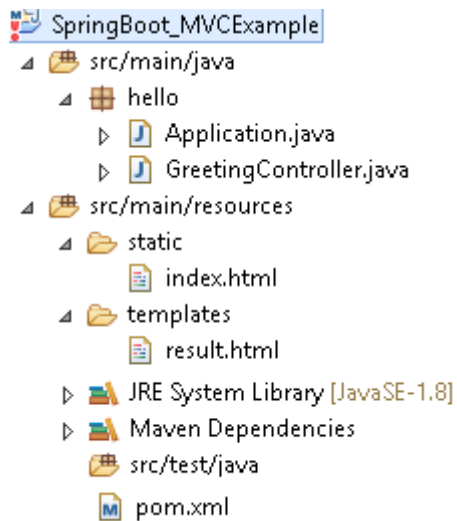 SpringBoot_MVCExample
src/main/java
hello
Application.java
GreetingController.java
src/main/resources
static
index.html
templates
result.html
JRE System Library [JavaSE-1.8]
Maven Dependencies
src/test/java
pom.xml